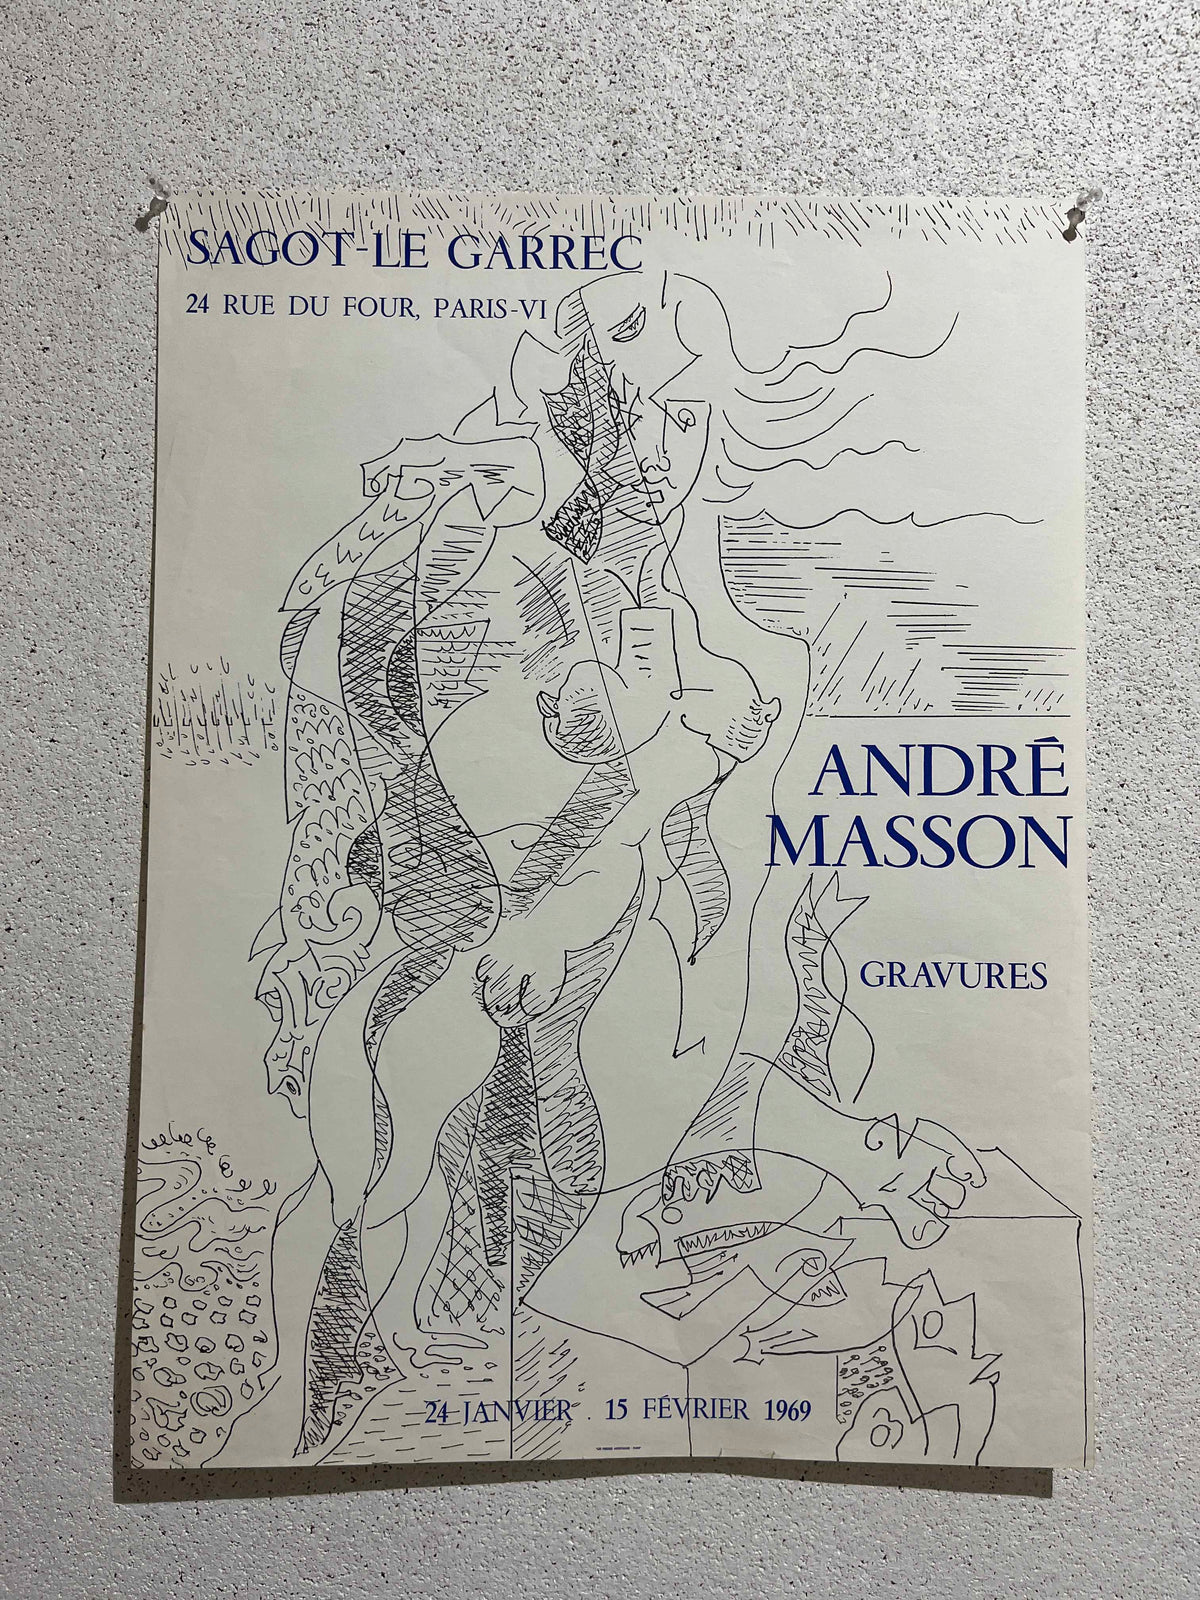 SAGOT-LE GARREC
24 RUE DU FOUR, PARIS-VI
ANDRÉ
MASSON
GRAVURES
24 JANVIER . 15 FÉVRIER 1969